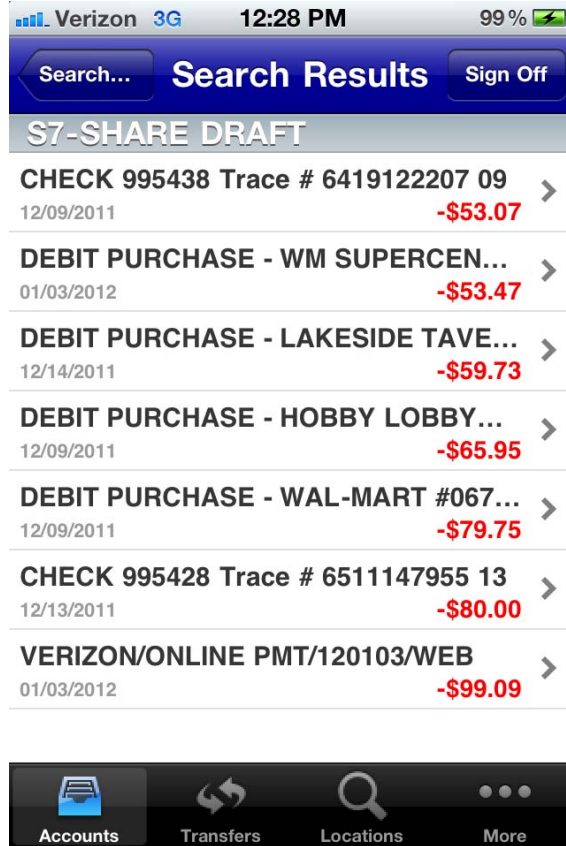 Verizon 3G 12:28 PM 99%
Search... Search Results Sign Off
S7-SHARE DRAFT
CHECK 995438 Trace # 6419122207 09
12/09/2011 -$53.07
DEBIT PURCHASE - WM SUPERCEN...
01/03/2012 -$53.47
DEBIT PURCHASE - LAKESIDE TAVE...
12/14/2011 -$59.73
DEBIT PURCHASE - HOBBY LOBBY...
12/09/2011 -$65.95
DEBIT PURCHASE - WAL-MART #067...
12/09/2011 -$79.75
CHECK 995428 Trace # 6511147955 13
12/13/2011 -$80.00
VERIZON/ONLINE PMT/120103/WEB
01/03/2012 -$99.09
Accounts Transfers Locations More